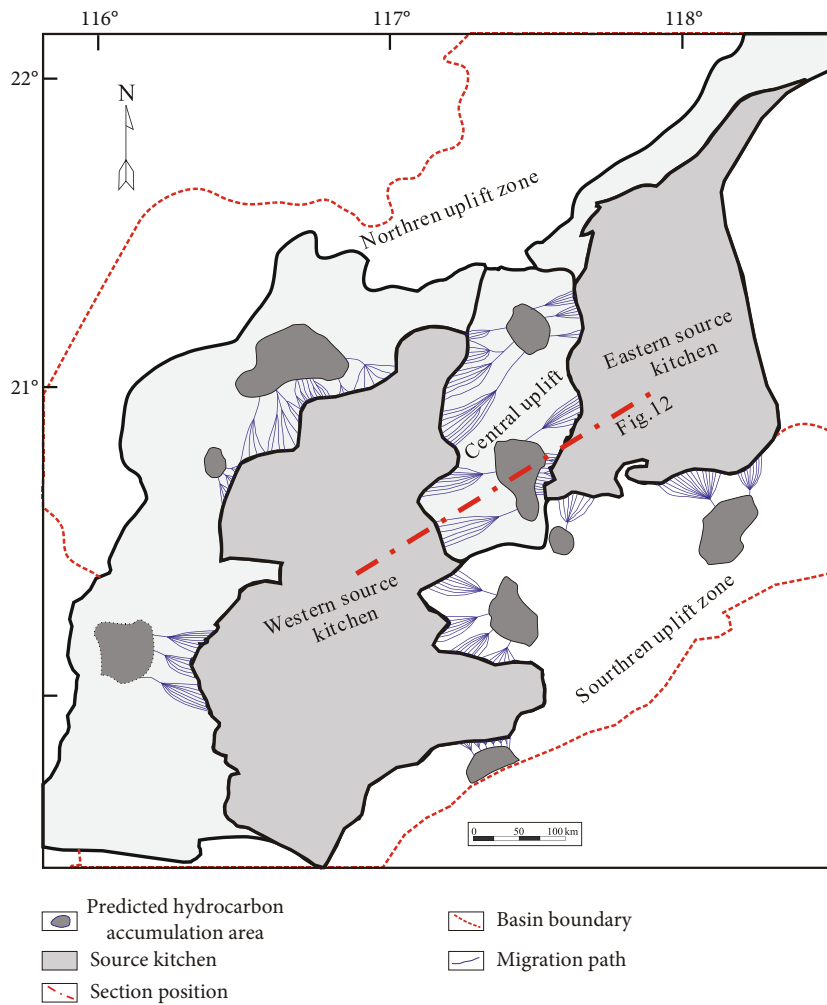 116° 117° 118°
22°
N
Northren uplift zone
Eastern source
kitchen
21°
Central uplift
Fig.12
Western source
kitchen
Sourthren uplift zone
0 50 100 km
Predicted hydrocarbon
accumulation area
Source kitchen
Section position
Basin boundary
Migration path